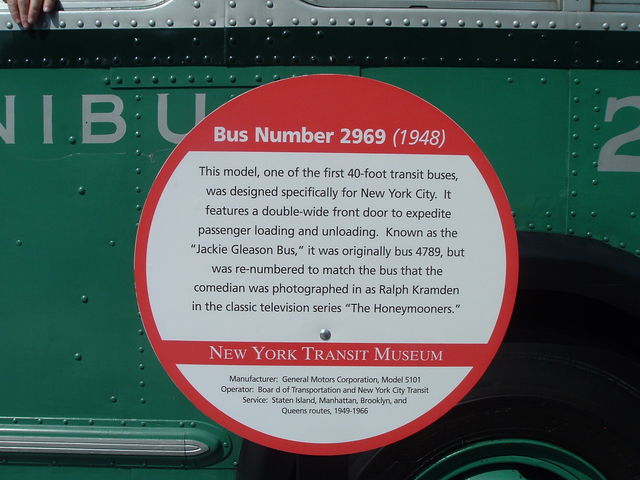 NIBU
2
Bus Number 2969 (1948)
This model, one of the first 40-foot transit buses,
was designed specifically for New York City. It
features a double-wide front door to expedite
passenger loading and unloading. Known as the
"Jackie Gleason Bus," it was originally bus 4789, but
was re-numbered to match the bus that the
comedian was photographed in as Ralph Kramden
in the classic television series "The Honeymooners."
NEW YORK TRANSIT MUSEUM
Manufacturer: General Motors Corporation, Model 5101
Operator: Boar d of Transportation and New York City Transit
Service: Staten Island, Manhattan, Brooklyn, and
Queens routes, 1949-1966